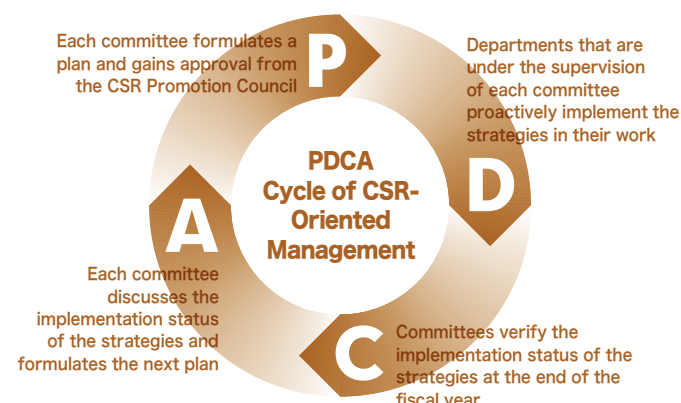 Each committee formulates a
plan and gains approval from
the CSR Promotion Council
P
Departments that are
under the supervision
of each committee
proactively implement the
strategies in their work
D
PDCA
Cycle of CSR-
Oriented
Management
A
Each committee
discusses the
implementation status
of the strategies and
formulates the next plan
C
Committees verify the
implementation status of the
strategies at the end of the
fiscal year